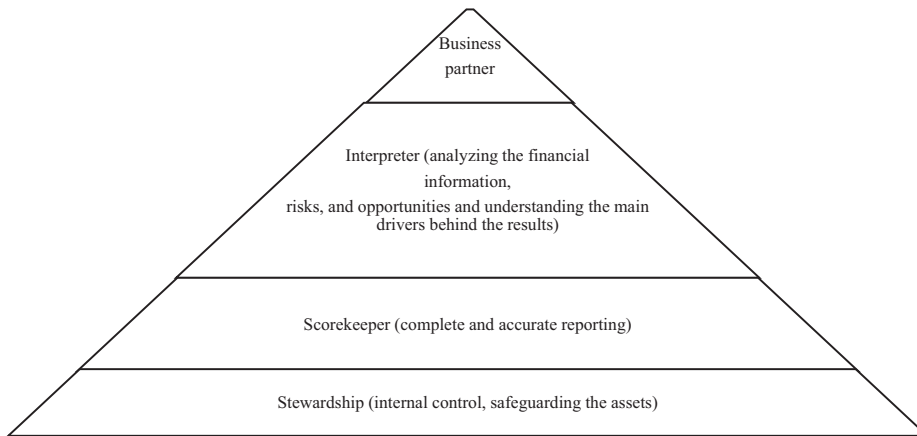 Business
partner
Interpreter (analyzing the financial
information,
risks, and opportunities and understanding the main
drivers behind the results)
Scorekeeper (complete and accurate reporting)
Stewardship (internal control, safeguarding the assets)